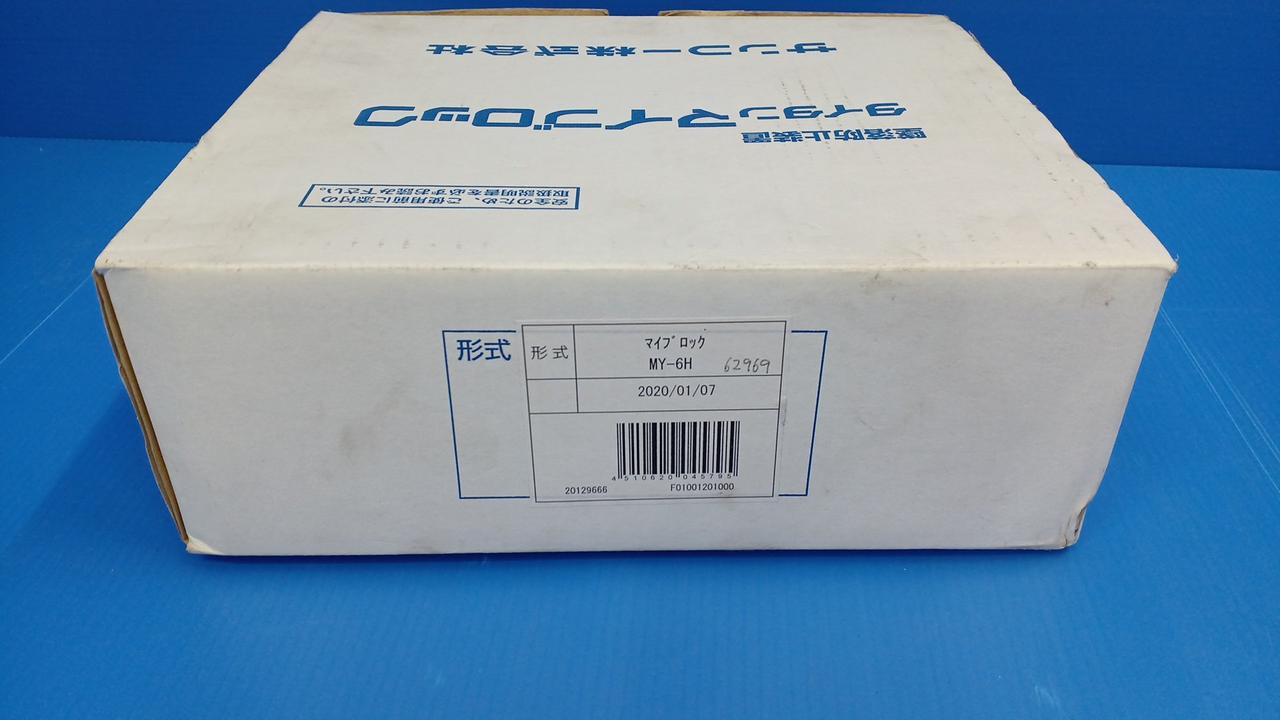 墜落防止装置
タイタンマイブロック
サンコー株式会社
安全のため、ご使用前に添付の
取扱説明書を必ずお読み下さい。
形式
形式
ﾏｲﾌﾞﾛｯｸ
MY-6H 62969
2020/01/07
4510620045795
20129666 F01001201000